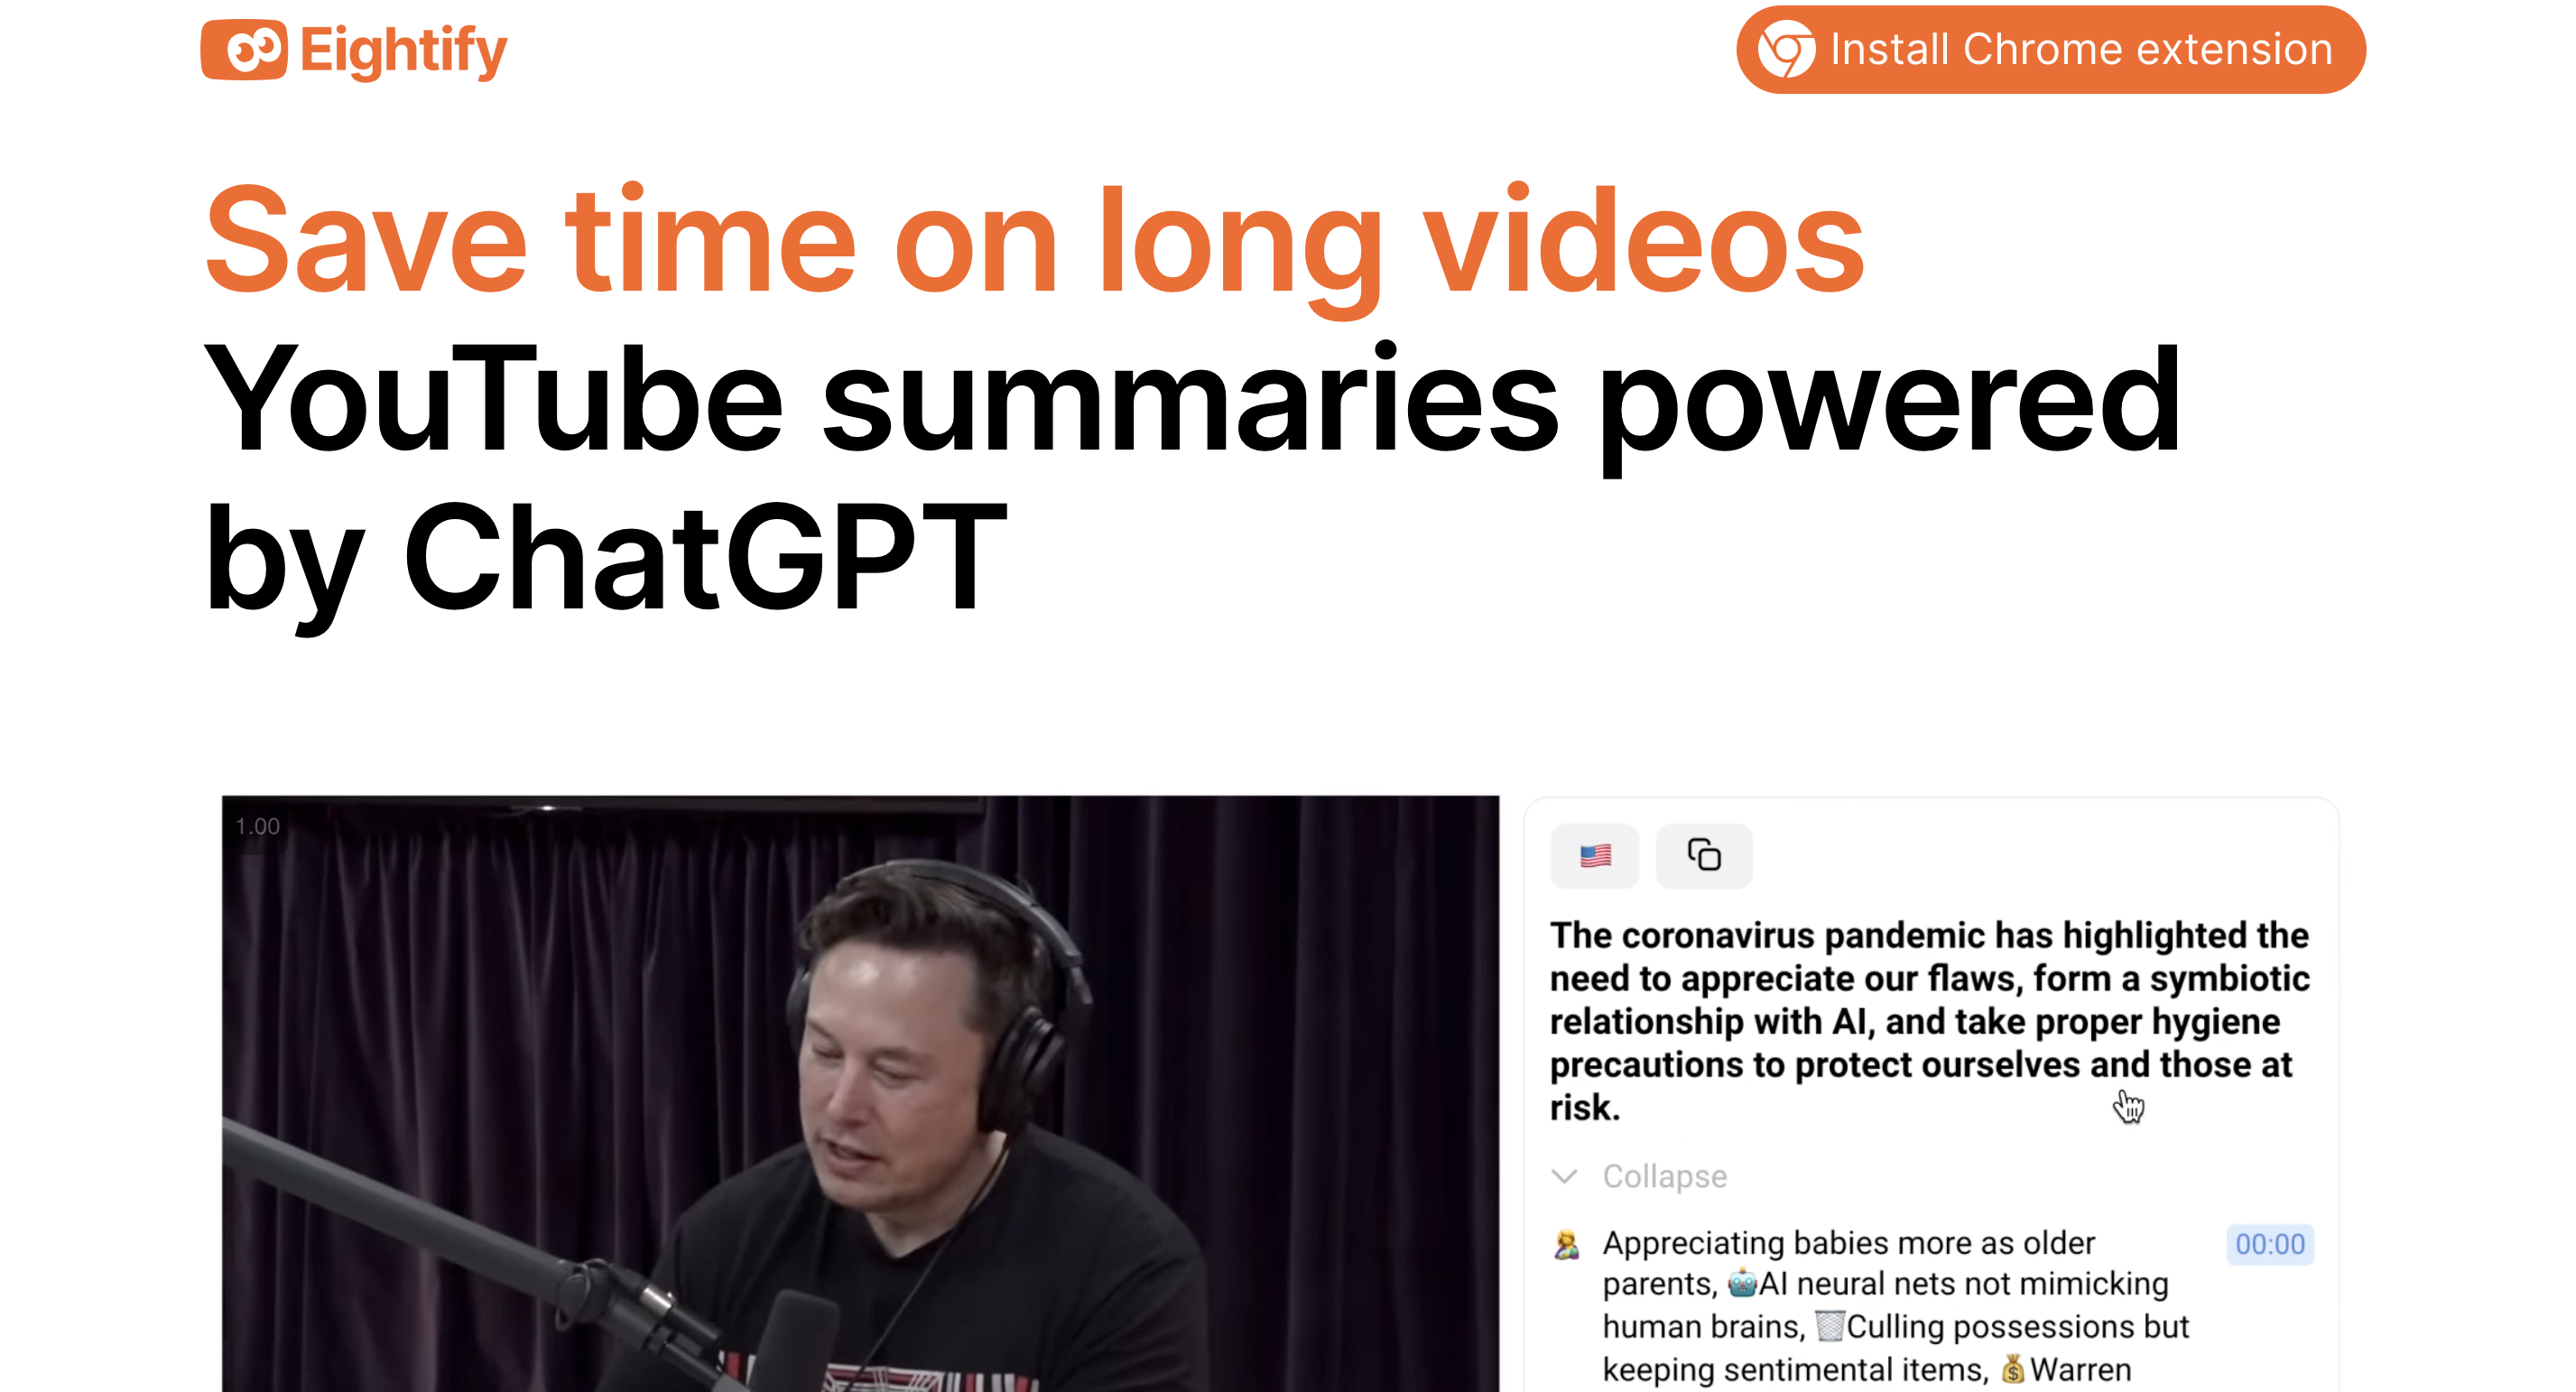 Eightify
Install Chrome extension
Save time on long videos
YouTube summaries powered
by ChatGPT
1.00
The coronavirus pandemic has highlighted the
need to appreciate our flaws, form a symbiotic
relationship with AI, and take proper hygiene
precautions to protect ourselves and those at
risk.
Collapse
Appreciating babies more as older
00:00
parents, 🤖AI neural nets not mimicking
human brains, 🗑️Culling possessions but
keeping sentimental items, 💰Warren